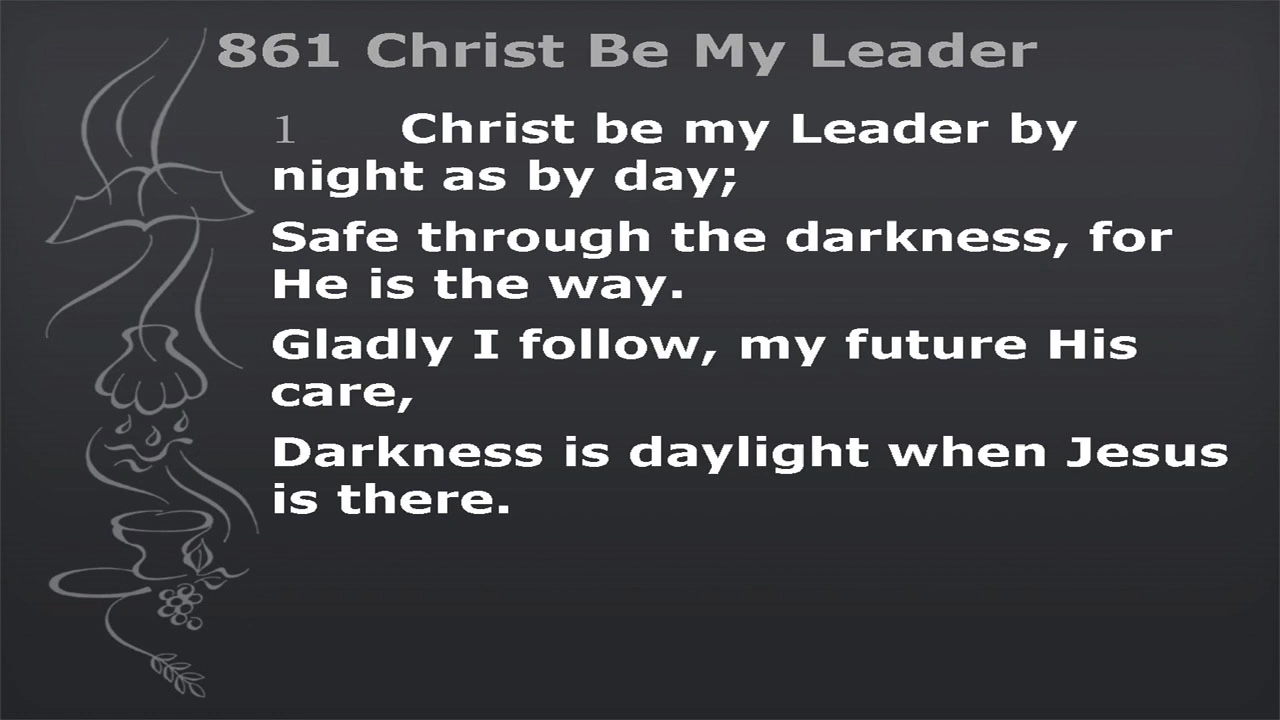 861 Christ Be My Leader
1 Christ be my Leader by
night as by day;
Safe through the darkness, for
He is the way.
Gladly I follow, my future His
care,
Darkness is daylight when Jesus
is there.